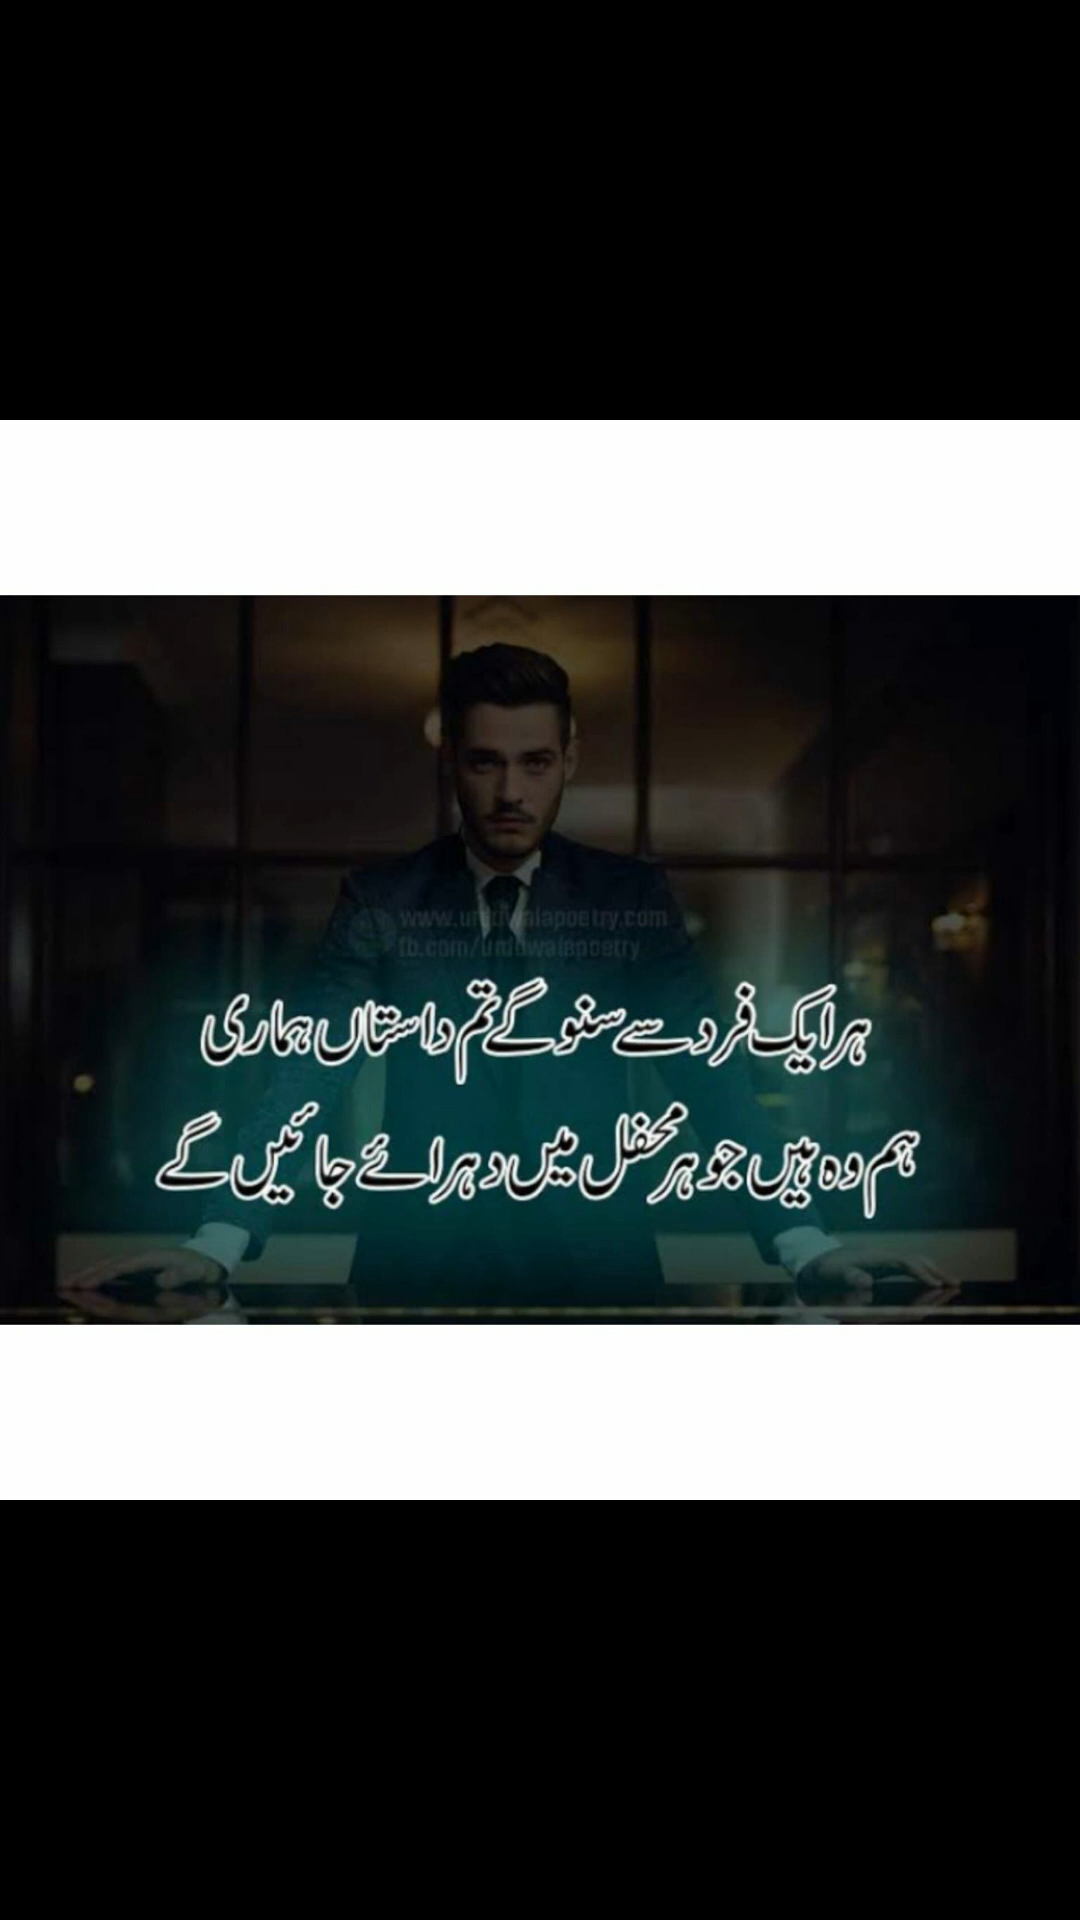 www.urduwalapoetry.com
fb.com/urduwalapoetry
ہر ایک فرد سے سنو گے تم داستاں ہماری
ہم وہ ہیں جو ہر محفل میں دہرائے جائیں گے